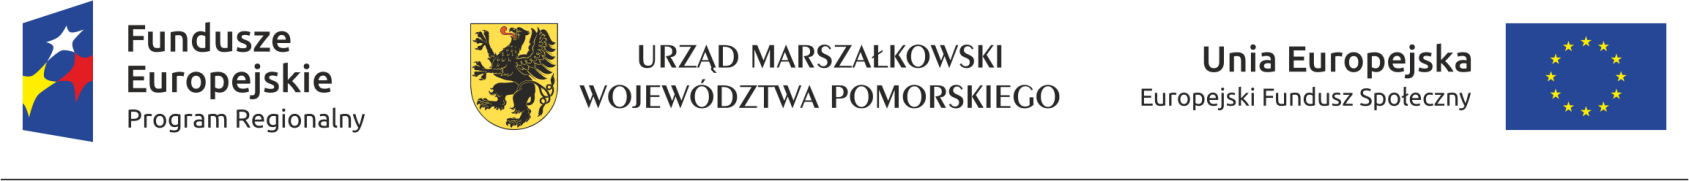 Fundusze
Europejskie
Program Regionalny
URZĄD MARSZAŁKOWSKI
WOJEWÓDZTWA POMORSKIEGO
Unia Europejska
Europejski Fundusz Społeczny